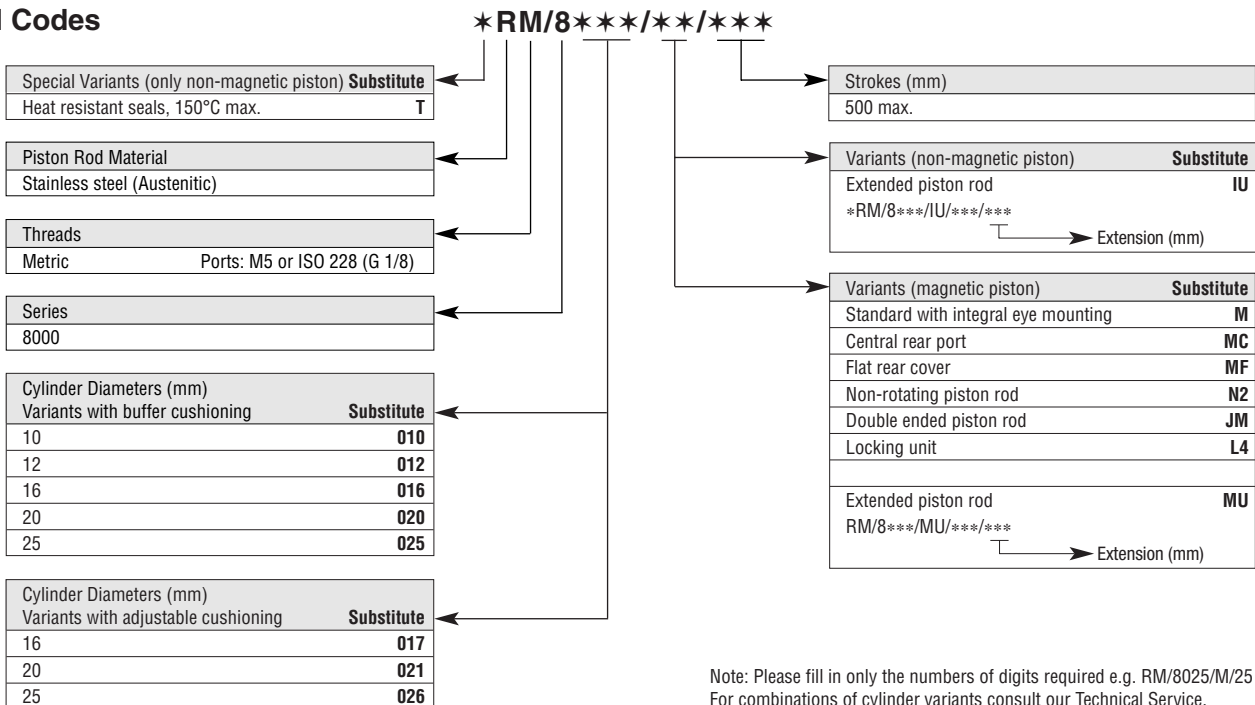 Codes
✶RM/8✶✶✶/✶✶/✶✶✶
Special Variants (only non-magnetic piston) Substitute
Heat resistant seals, 150°C max. T
Piston Rod Material
Stainless steel (Austenitic)
Threads
Metric Ports: M5 or ISO 228 (G 1/8)
Series
8000
Cylinder Diameters (mm)
Variants with buffer cushioning Substitute
10 010
12 012
16 016
20 020
25 025
Cylinder Diameters (mm)
Variants with adjustable cushioning Substitute
16 017
20 021
25 026
Strokes (mm)
500 max.
Variants (non-magnetic piston) Substitute
Extended piston rod IU
*RM/8***/IU/***/***
Extension (mm)
Variants (magnetic piston) Substitute
Standard with integral eye mounting M
Central rear port MC
Flat rear cover MF
Non-rotating piston rod N2
Double ended piston rod JM
Locking unit L4
Extended piston rod MU
RM/8***/MU/***/***
Extension (mm)
Note: Please fill in only the numbers of digits required e.g. RM/8025/M/25
For combinations of cylinder variants consult our Technical Service.